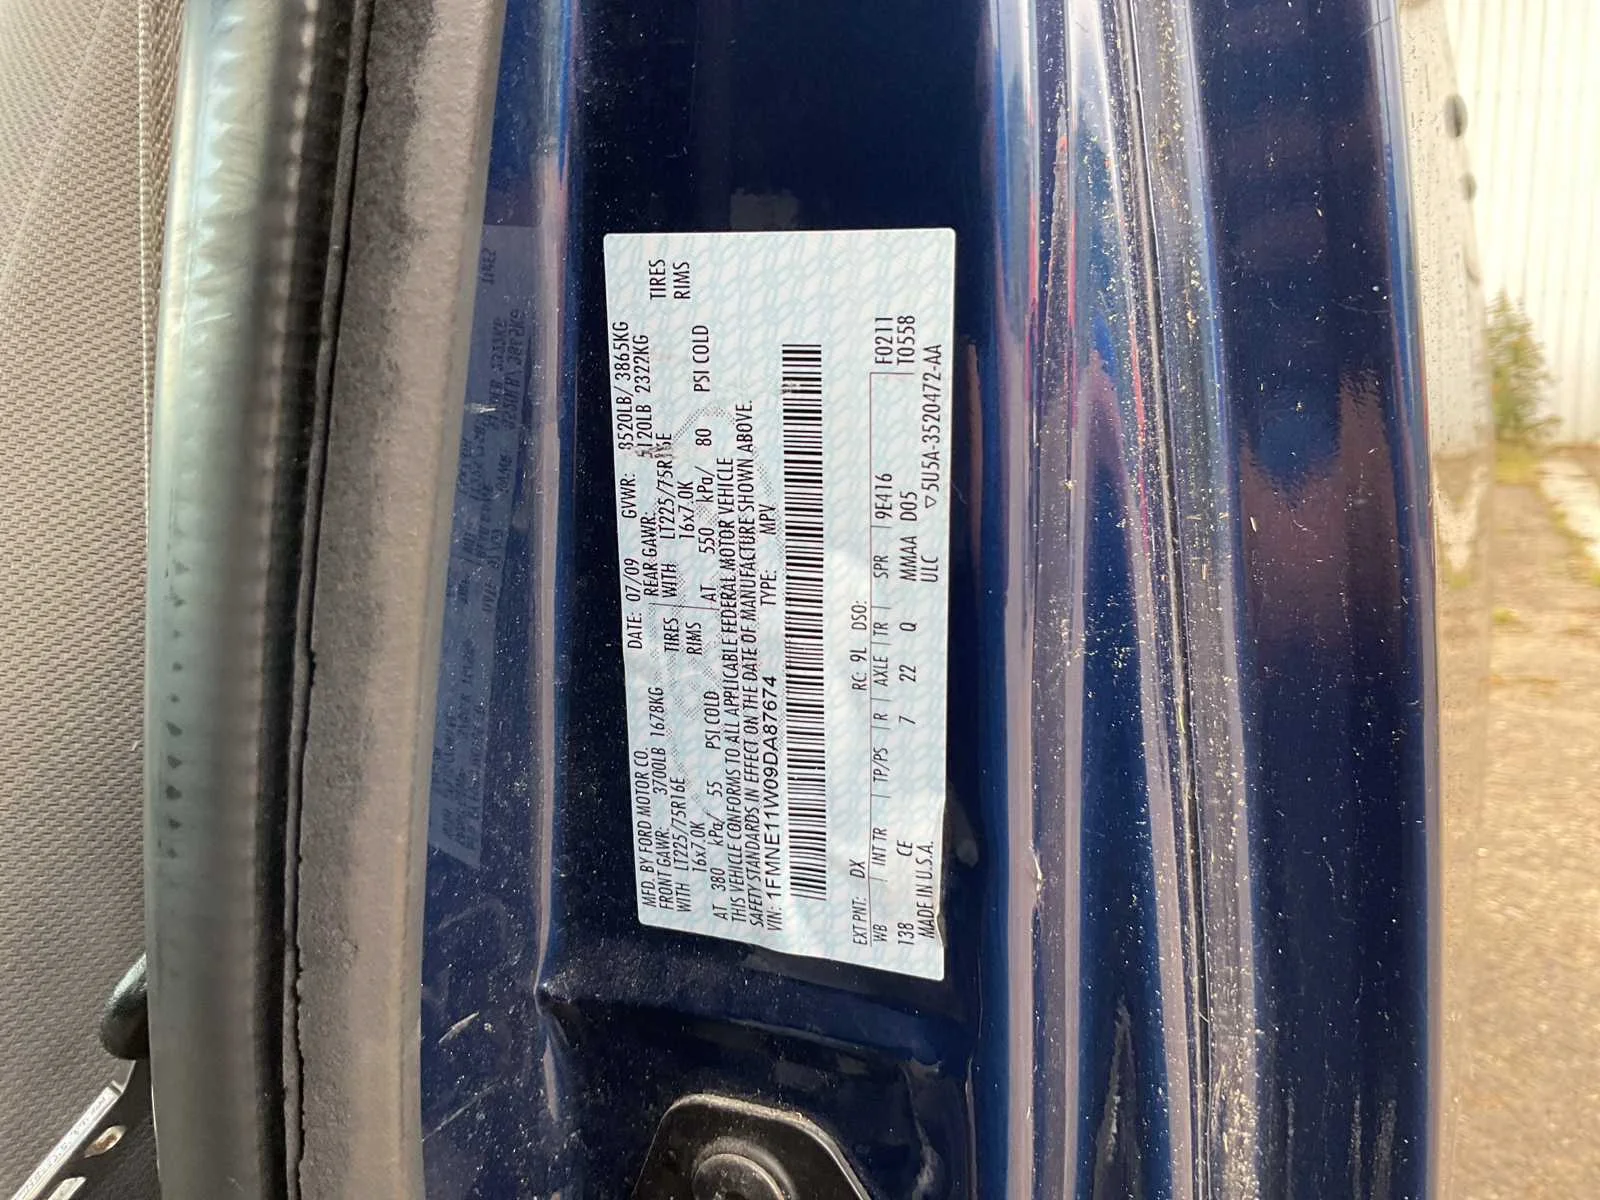 MFD. BY FORD MOTOR CO.
DATE: 07/09
GVWR: 8520LB/ 3865KG
FRONT GAWR: 3700LB 1678KG
REAR GAWR: 5120LB 2322KG
WITH LT225/75R16E TIRES
WITH LT225/75R16E TIRES
16x7.0K RIMS
16x7.0K RIMS
AT 380 kPa/ 55 PSI COLD
AT 550 kPa/ 80 PSI COLD
THIS VEHICLE CONFORMS TO ALL APPLICABLE FEDERAL MOTOR VEHICLE
SAFETY STANDARDS IN EFFECT ON THE DATE OF MANUFACTURE SHOWN ABOVE.
VIN: 1FMNE11W09DA87674
TYPE: MPV
EXT PNT: DX RC: 9L DSO:
WB | INT TR | TP/PS | R | AXLE | TR | SPR | 9E416 F0211
138 CE 7 22 Q MMAA D05 T0558
MADE IN U.S.A. ULC ▽ 5U5A-3520472-AA